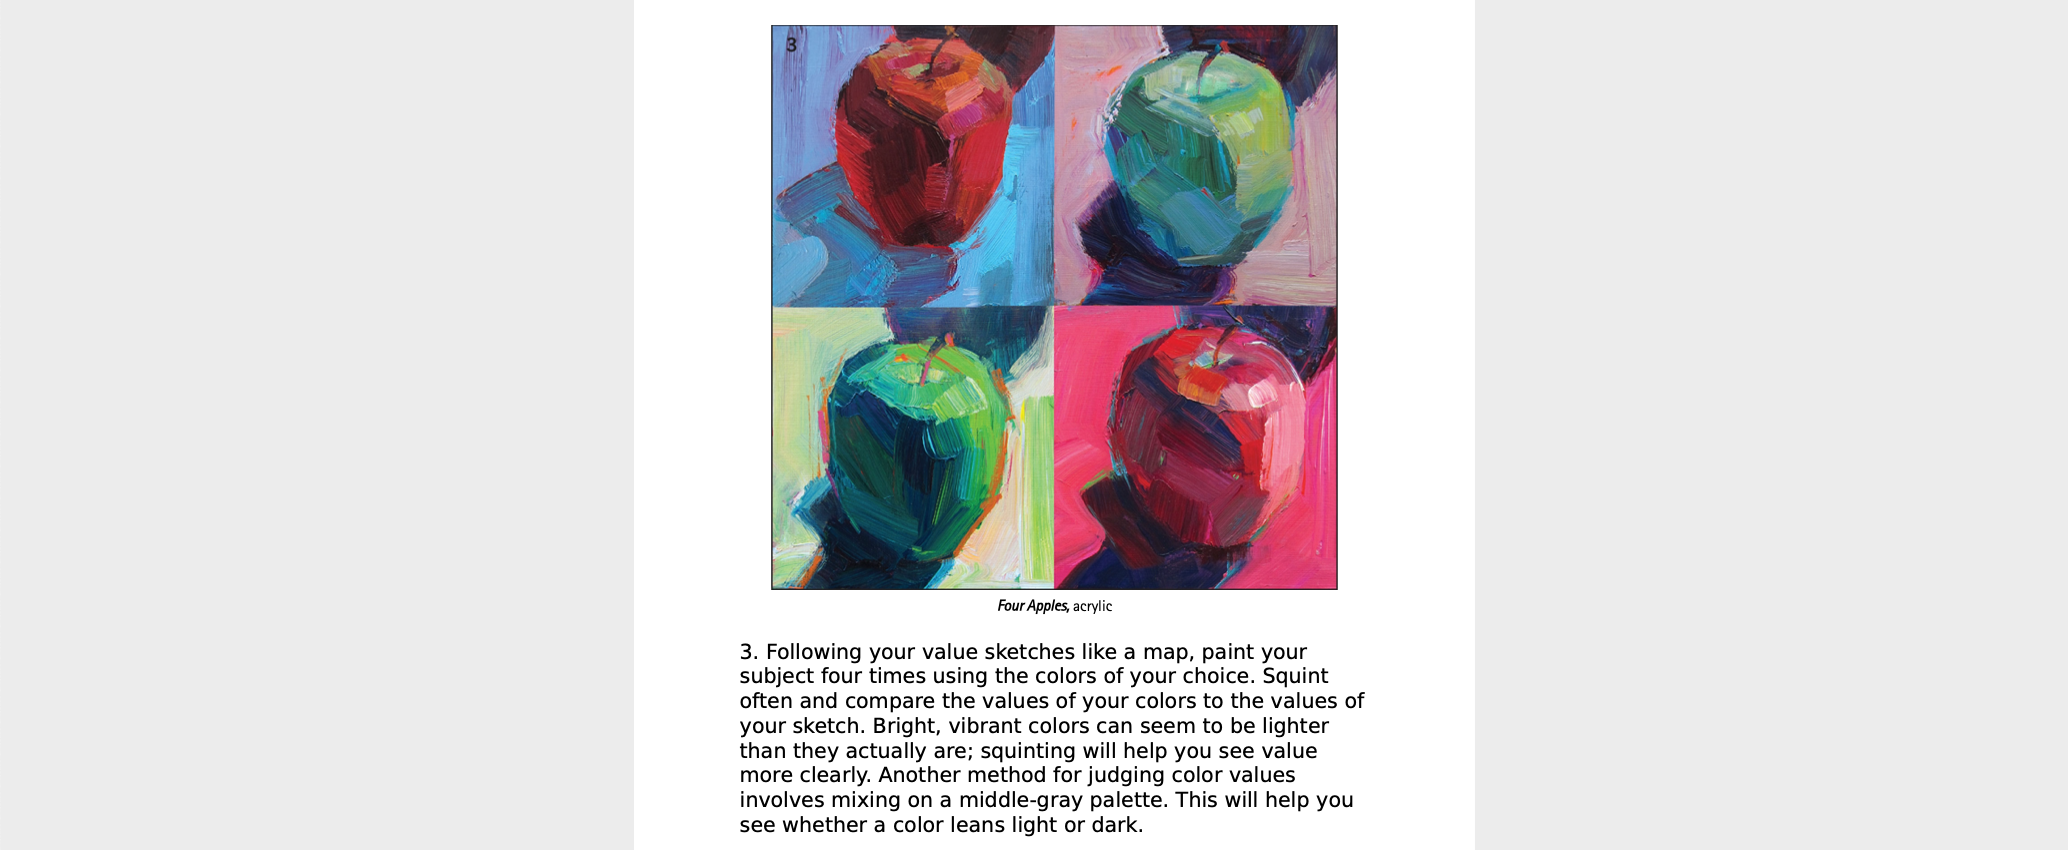 3
Four Apples, acrylic
3. Following your value sketches like a map, paint your
subject four times using the colors of your choice. Squint
often and compare the values of your colors to the values of
your sketch. Bright, vibrant colors can seem to be lighter
than they actually are; squinting will help you see value
more clearly. Another method for judging color values
involves mixing on a middle-gray palette. This will help you
see whether a color leans light or dark.